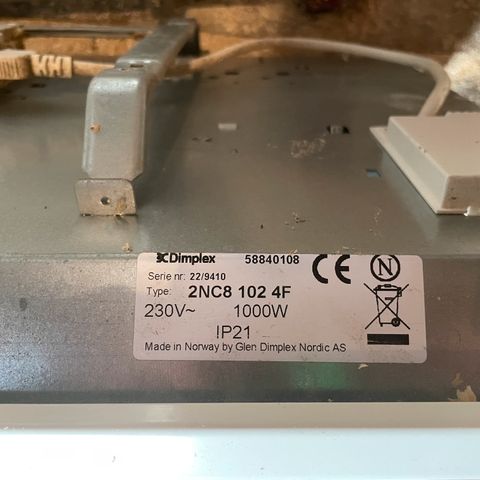 Dimplex 58840108
Serie nr: 22/9410
Type: 2NC8 102 4F
230V~ 1000W
IP21
Made in Norway by Glen Dimplex Nordic AS
CE N